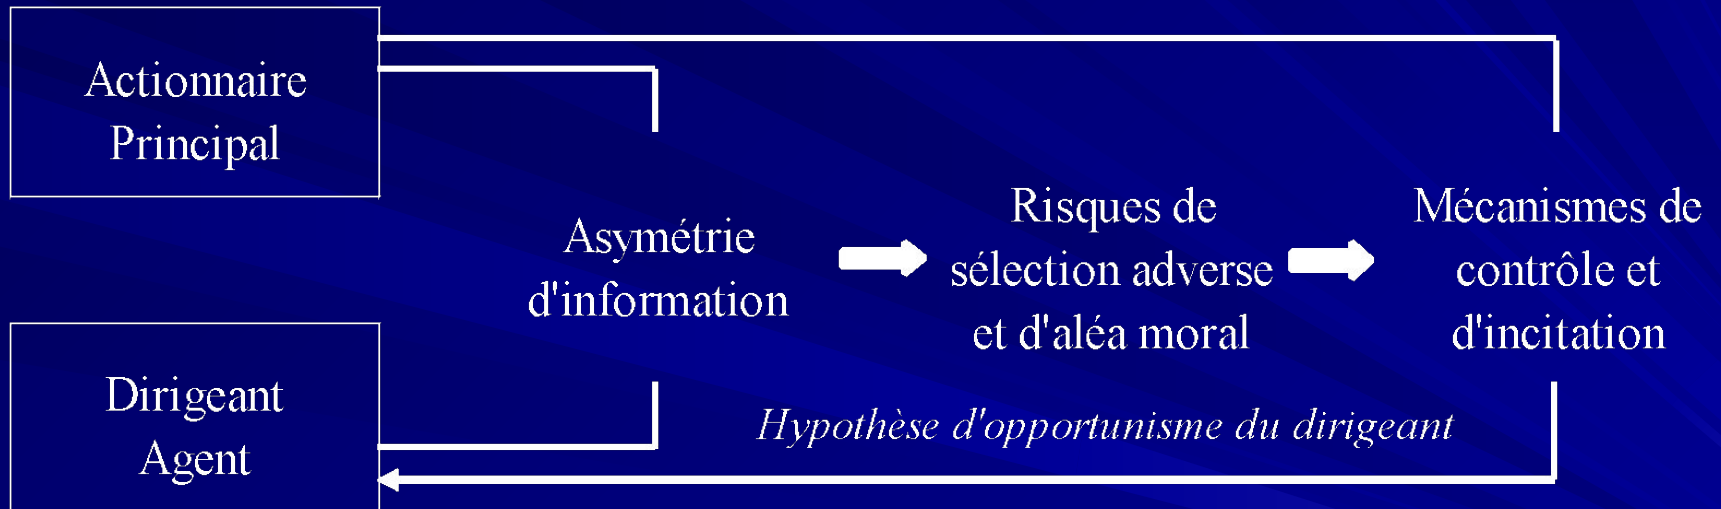 Actionnaire
Principal
Asymétrie
d'information
Risques de
sélection adverse
et d'aléa moral
Mécanismes de
contrôle et
d'incitation
Dirigeant
Agent
Hypothèse d'opportunisme du dirigeant